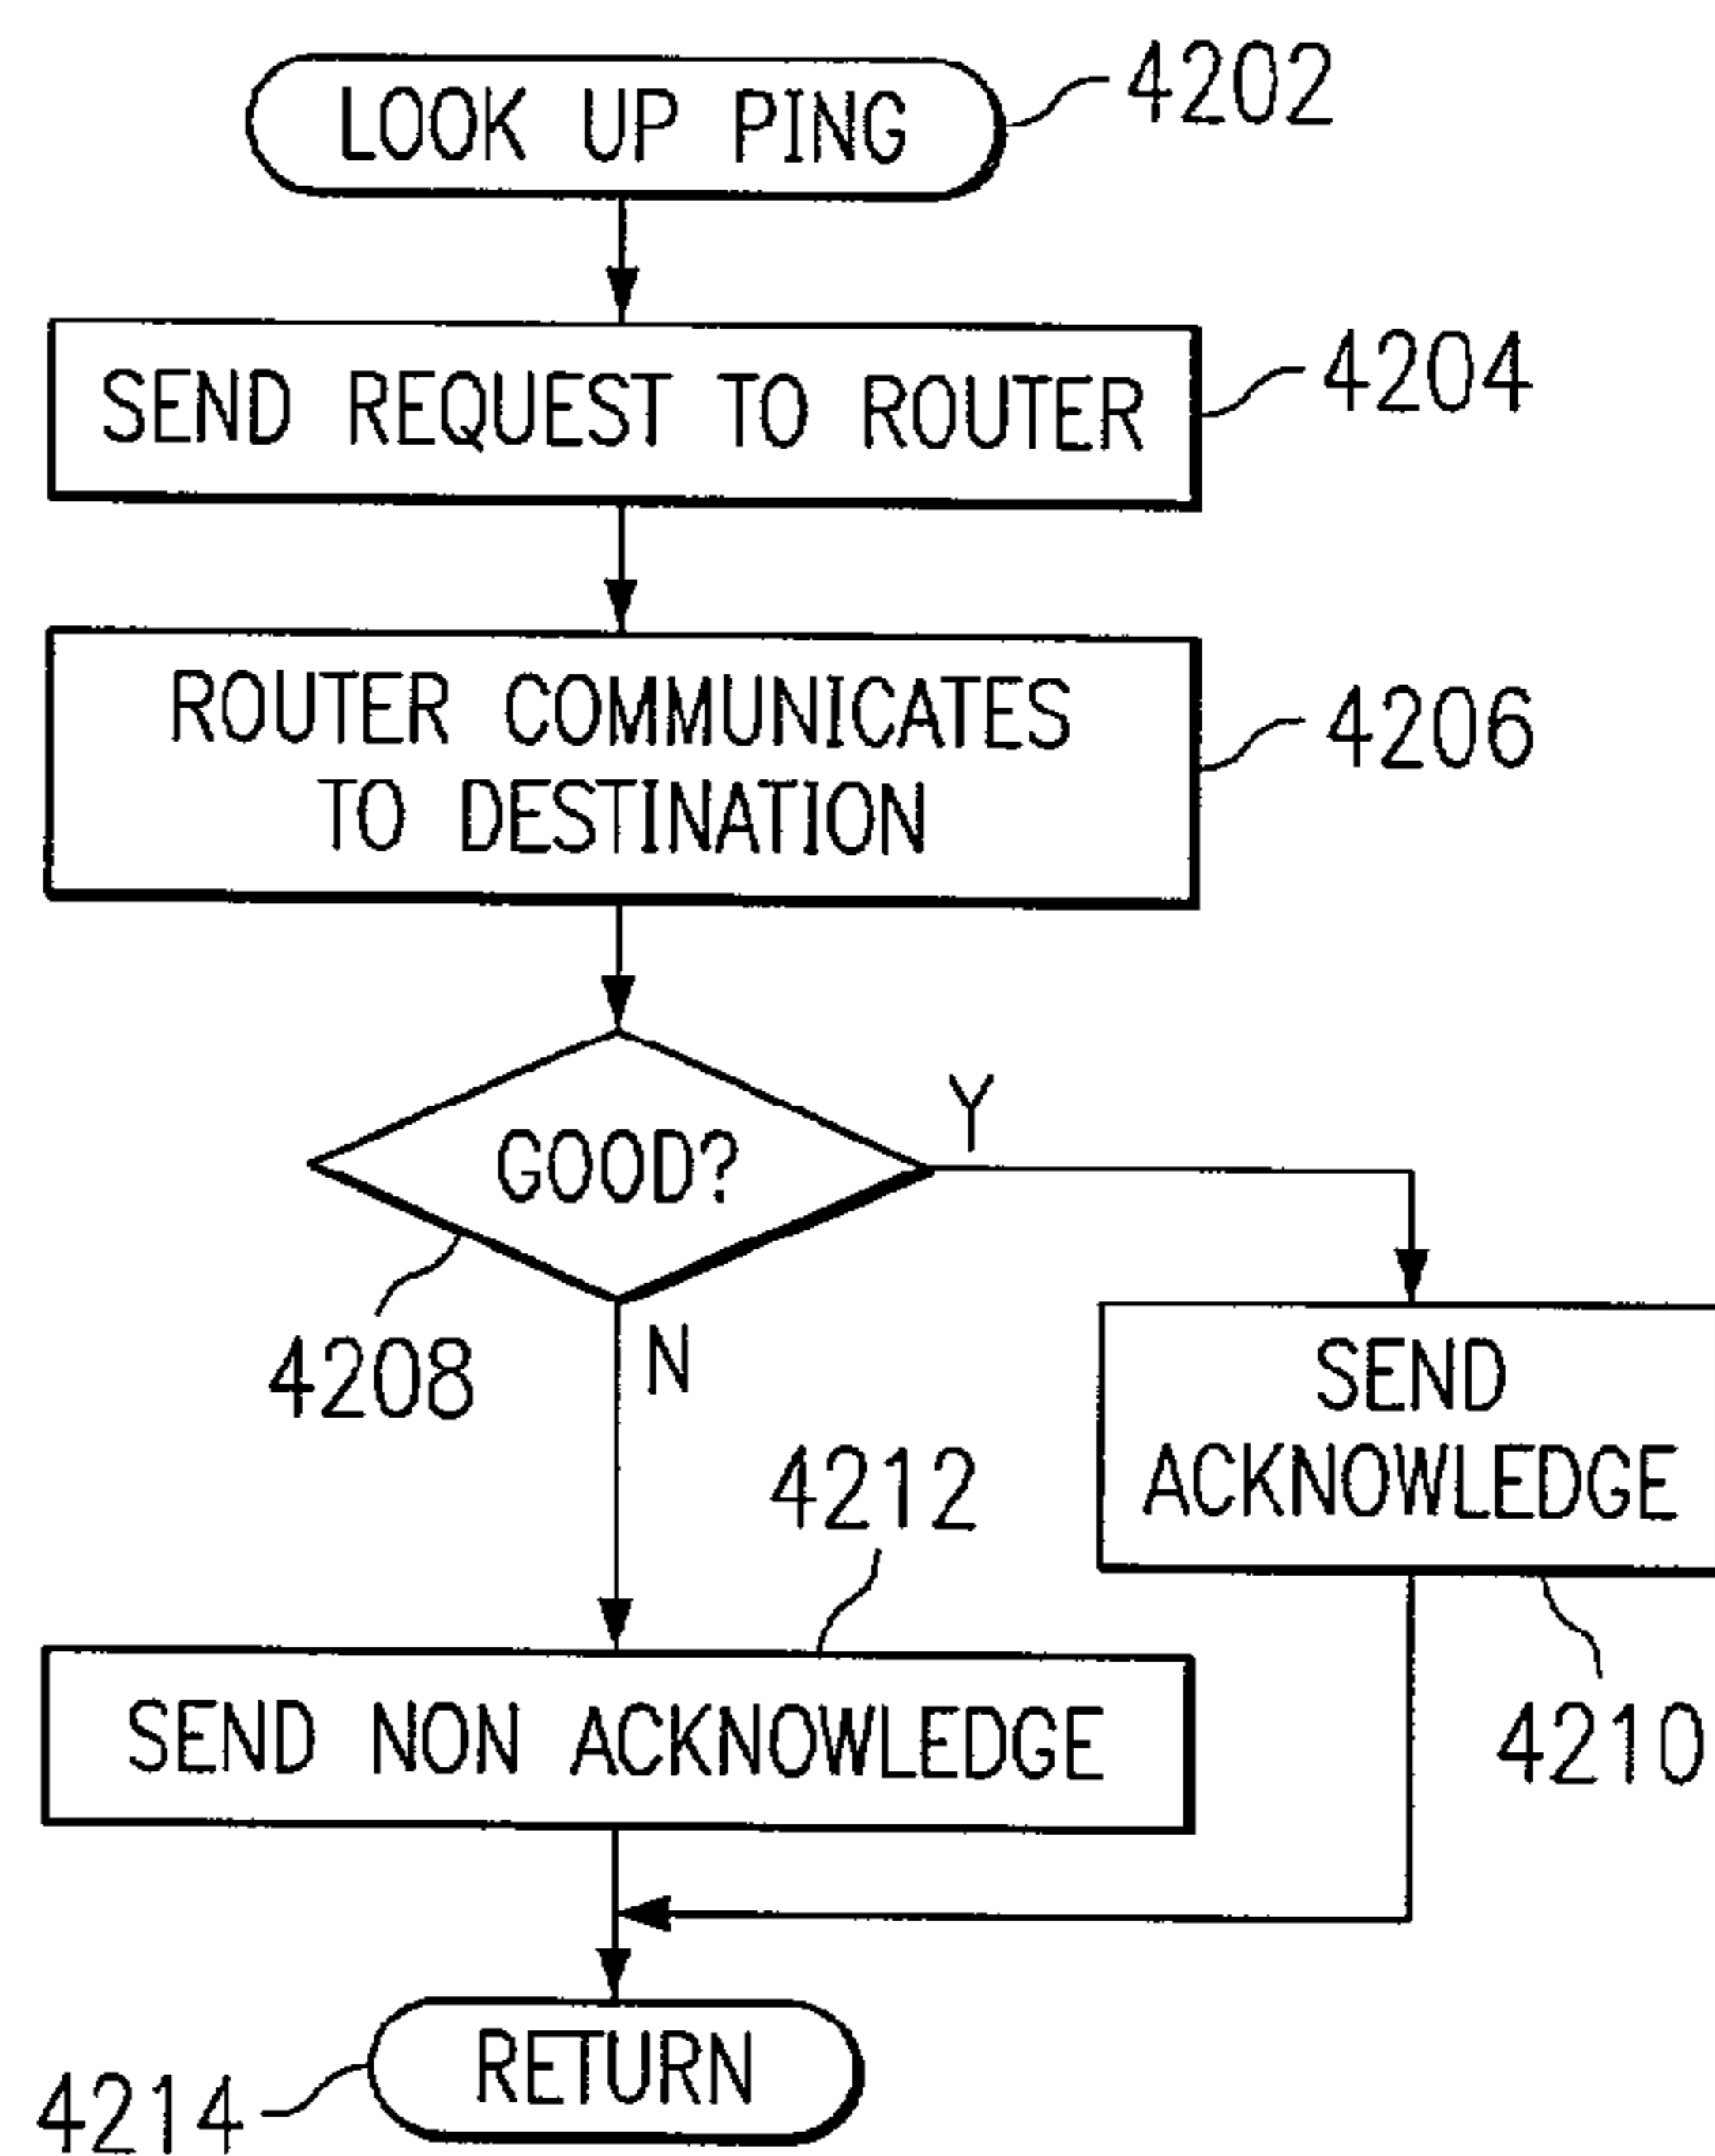 LOOK UP PING
4202
SEND REQUEST TO ROUTER
4204
ROUTER COMMUNICATES
TO DESTINATION
4206
GOOD?
Y
4208
N
SEND
ACKNOWLEDGE
4212
SEND NON ACKNOWLEDGE
4210
RETURN
4214